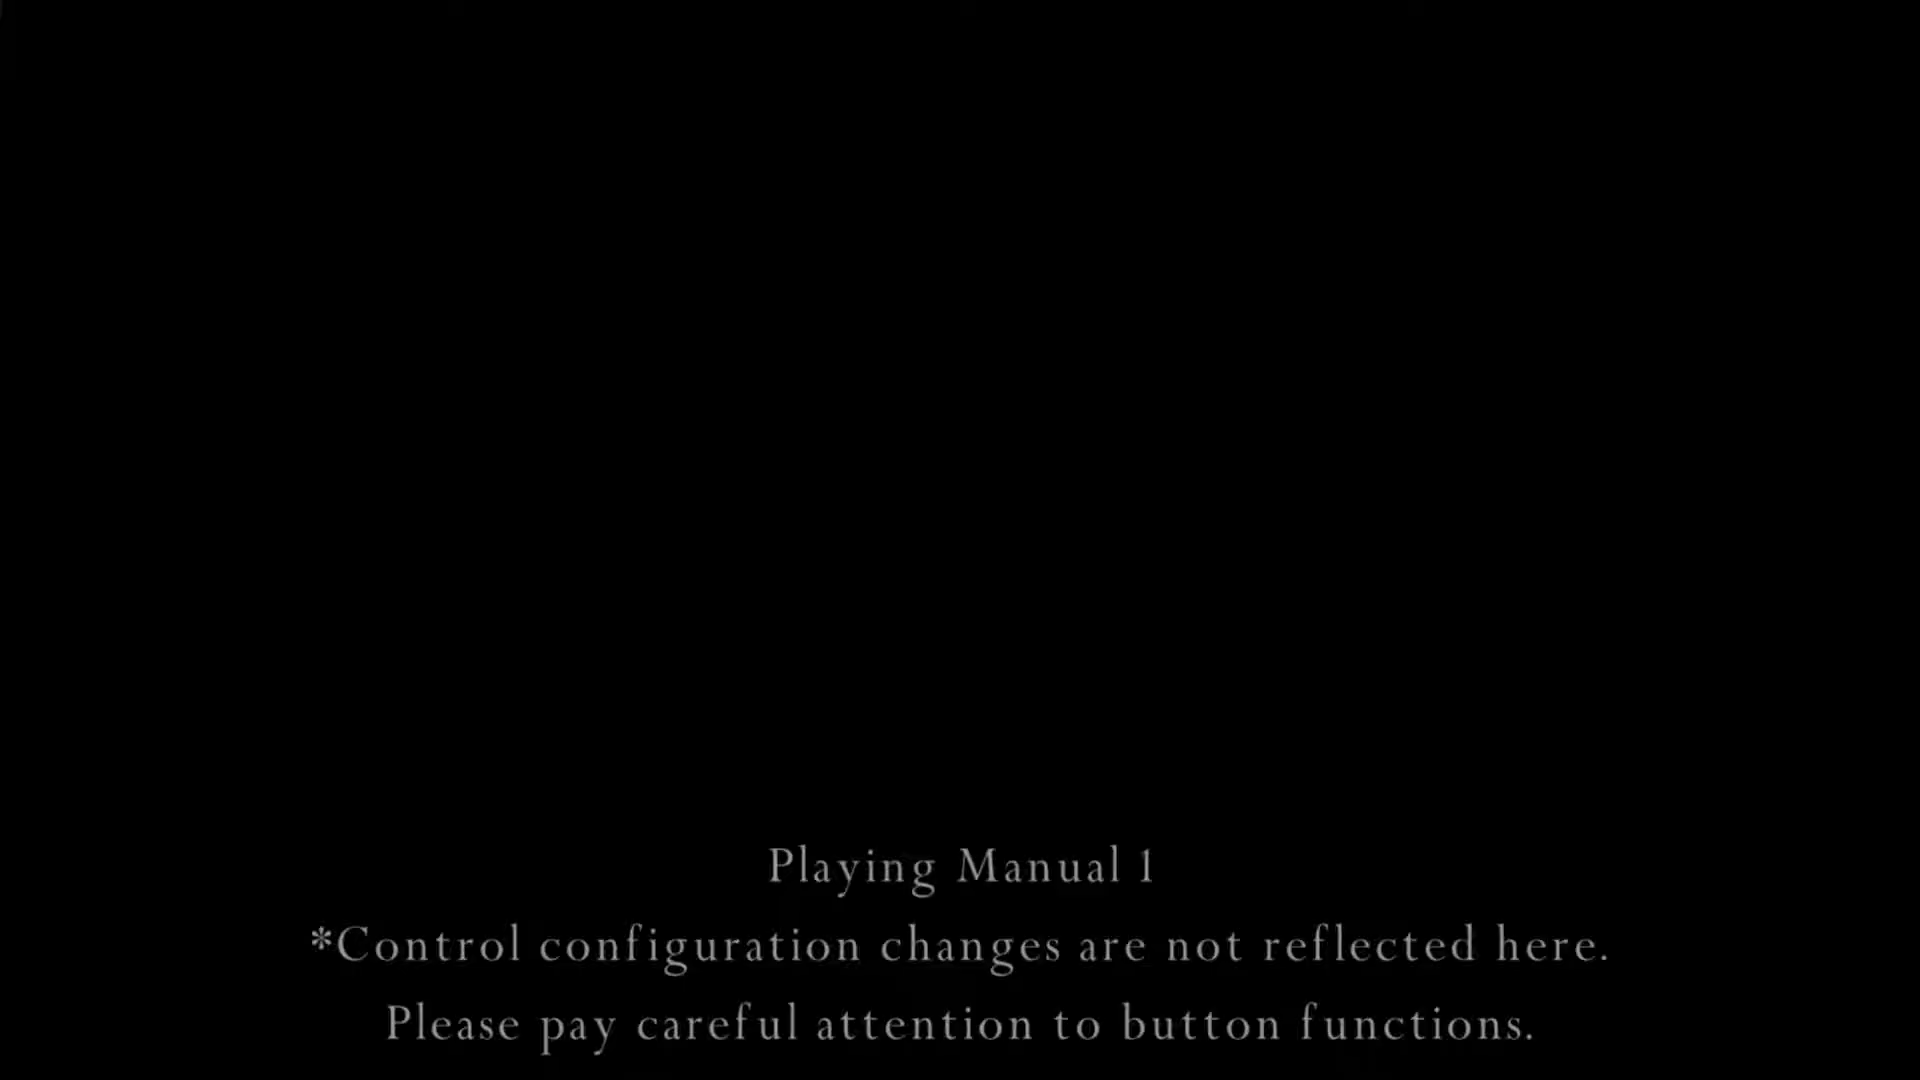 Playing Manual 1
*Control configuration changes are not reflected here.
Please pay careful attention to button functions.